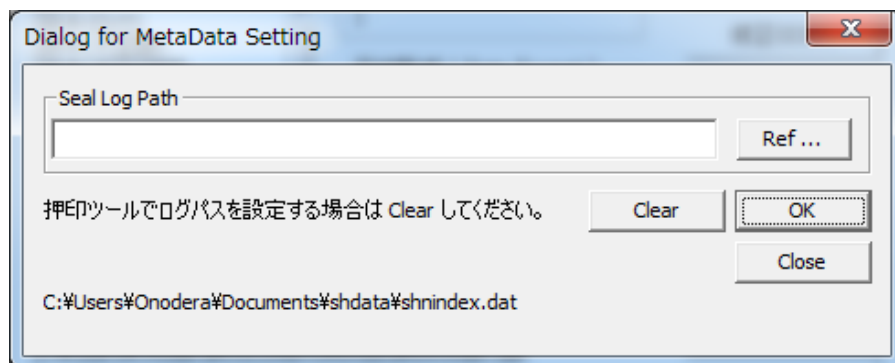 Dialog for MetaData Setting
Seal Log Path
Ref ...
押印ツールでログパスを設定する場合は Clear してください。
Clear
OK
Close
C:¥Users¥Onodera¥Documents¥shdata¥shnindex.dat